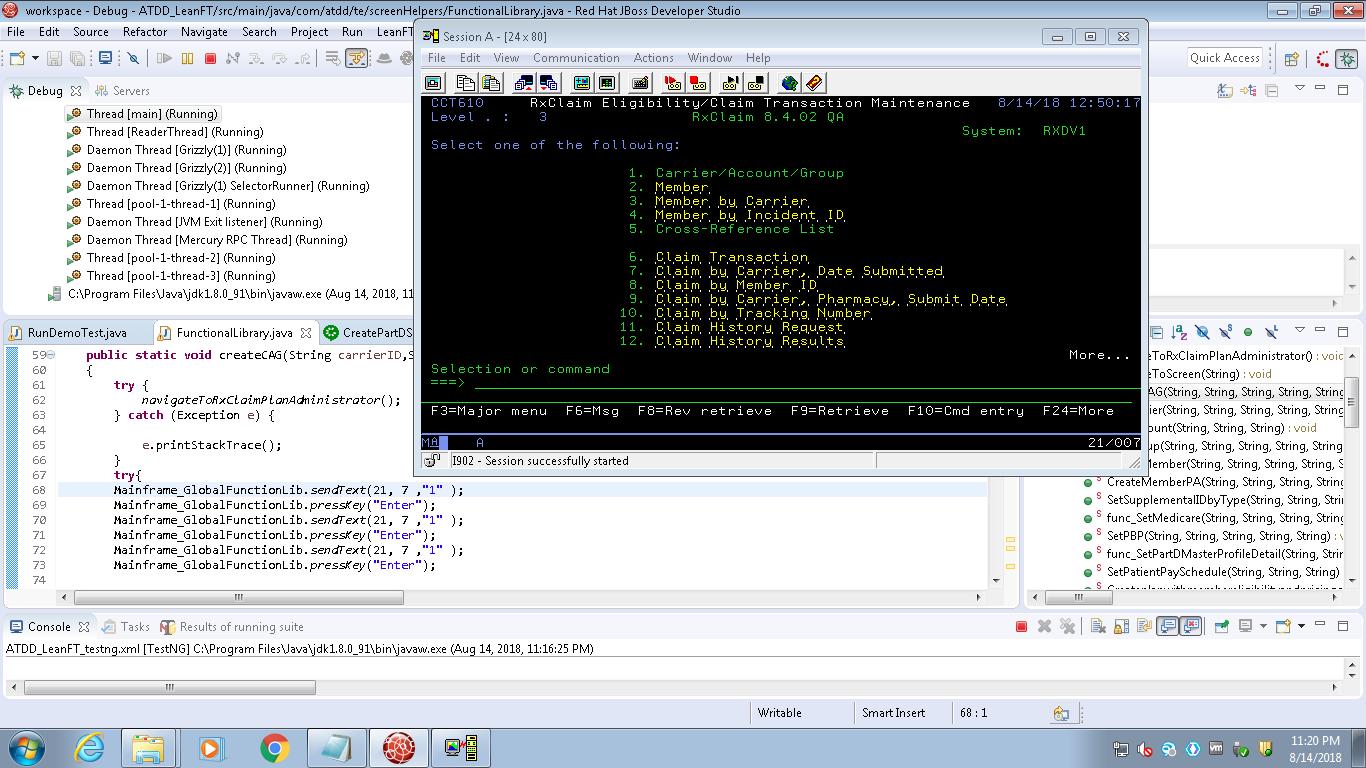 workspace - Debug - ATDD_LeanFT/src/main/java/com/atdd/te/screenHelpers/FunctionalLibrary.java - Red Hat JBoss Developer Studio
File Edit Source Refactor Navigate Search Project Run LeanFT
Quick Access
Debug Servers
Thread [main] (Running)
Thread [ReaderThread] (Running)
Daemon Thread [Grizzly(1)] (Running)
Daemon Thread [Grizzly(2)] (Running)
Daemon Thread [Grizzly(1) SelectorRunner] (Running)
Thread [pool-1-thread-1] (Running)
Daemon Thread [JVM Exit listener] (Running)
Daemon Thread [Mercury RPC Thread] (Running)
Thread [pool-1-thread-2] (Running)
Thread [pool-1-thread-3] (Running)
C:\Program Files\Java\jdk1.8.0_91\bin\javaw.exe (Aug 14, 2018, 11
Session A - [24 x 80]
File Edit View Communication Actions Window Help
CCT610 RxClaim Eligibility/Claim Transaction Maintenance 8/14/18 12:50:17
Level . : 3 RxClaim 8.4.02 QA
System: RXDV1
Select one of the following:
1. Carrier/Account/Group
2. Member
3. Member by Carrier
4. Member by Incident ID
5. Cross-Reference List
6. Claim Transaction
7. Claim by Carrier, Date Submitted
8. Claim by Member ID
9. Claim by Carrier, Pharmacy, Submit Date
10. Claim by Tracking Number
11. Claim History Request
12. Claim History Results
More...
Selection or command
===>
F3=Major menu F6=Msg F8=Rev retrieve F9=Retrieve F10=Cmd entry F24=More
MA A 21/007
I902 - Session successfully started
RunDemoTest.java FunctionalLibrary.java CreatePartDS
59 public static void createCAG(String carrierID,S
60 {
61 try {
62 navigateToRxClaimPlanAdministrator();
63 } catch (Exception e) {
64
65 e.printStackTrace();
66 }
67 try{
68 Mainframe_GlobalFunctionLib.sendText(21, 7 ,"1" );
69 Mainframe_GlobalFunctionLib.pressKey("Enter");
70 Mainframe_GlobalFunctionLib.sendText(21, 7 ,"1" );
71 Mainframe_GlobalFunctionLib.pressKey("Enter");
72 Mainframe_GlobalFunctionLib.sendText(21, 7 ,"1" );
73 Mainframe_GlobalFunctionLib.pressKey("Enter");
74
eToRxClaimPlanAdministrator() : voic
eToScreen(String) : void
AG(String, String, String, String, Strin
ier(String, String, String, String, Strin
ount(String, String, String) : void
up(String, String, String, String, String
Member(String, String, String, String,
CreateMemberPA(String, String, String
SetSupplementalIDbyType(String, Strin
func_SetMedicare(String, String, String
SetPBP(String, String, String, String) : v
func_SetPartDMasterProfileDetail(String, Strin
SetPatientPaySchedule(String, String, String)
Console Tasks Results of running suite
ATDD_LeanFT_testng.xml [TestNG] C:\Program Files\Java\jdk1.8.0_91\bin\javaw.exe (Aug 14, 2018, 11:16:25 PM)
Writable Smart Insert 68 : 1
11:20 PM
8/14/2018